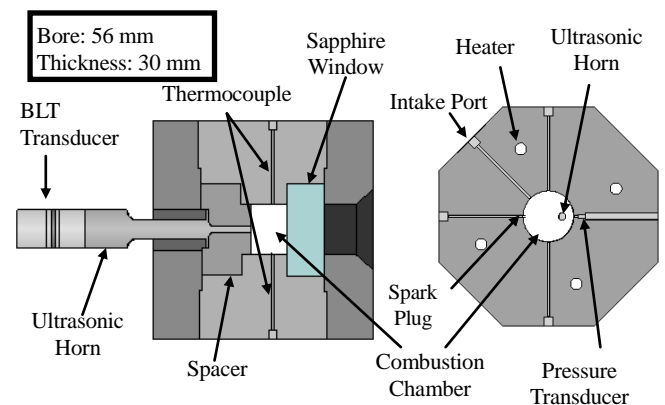 Bore: 56 mm
Thickness: 30 mm
Sapphire
Window
Heater
Ultrasonic
Horn
Thermocouple
Intake Port
BLT
Transducer
Ultrasonic
Horn
Spacer
Spark
Plug
Combustion
Chamber
Pressure
Transducer